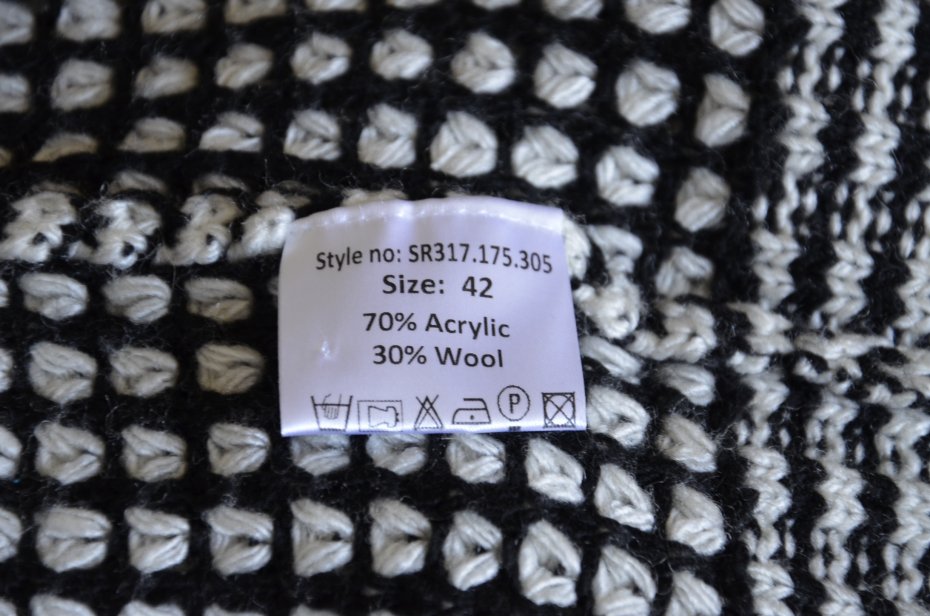 Style no: SR317.175.305
Size: 42
70% Acrylic
30% Wool
P